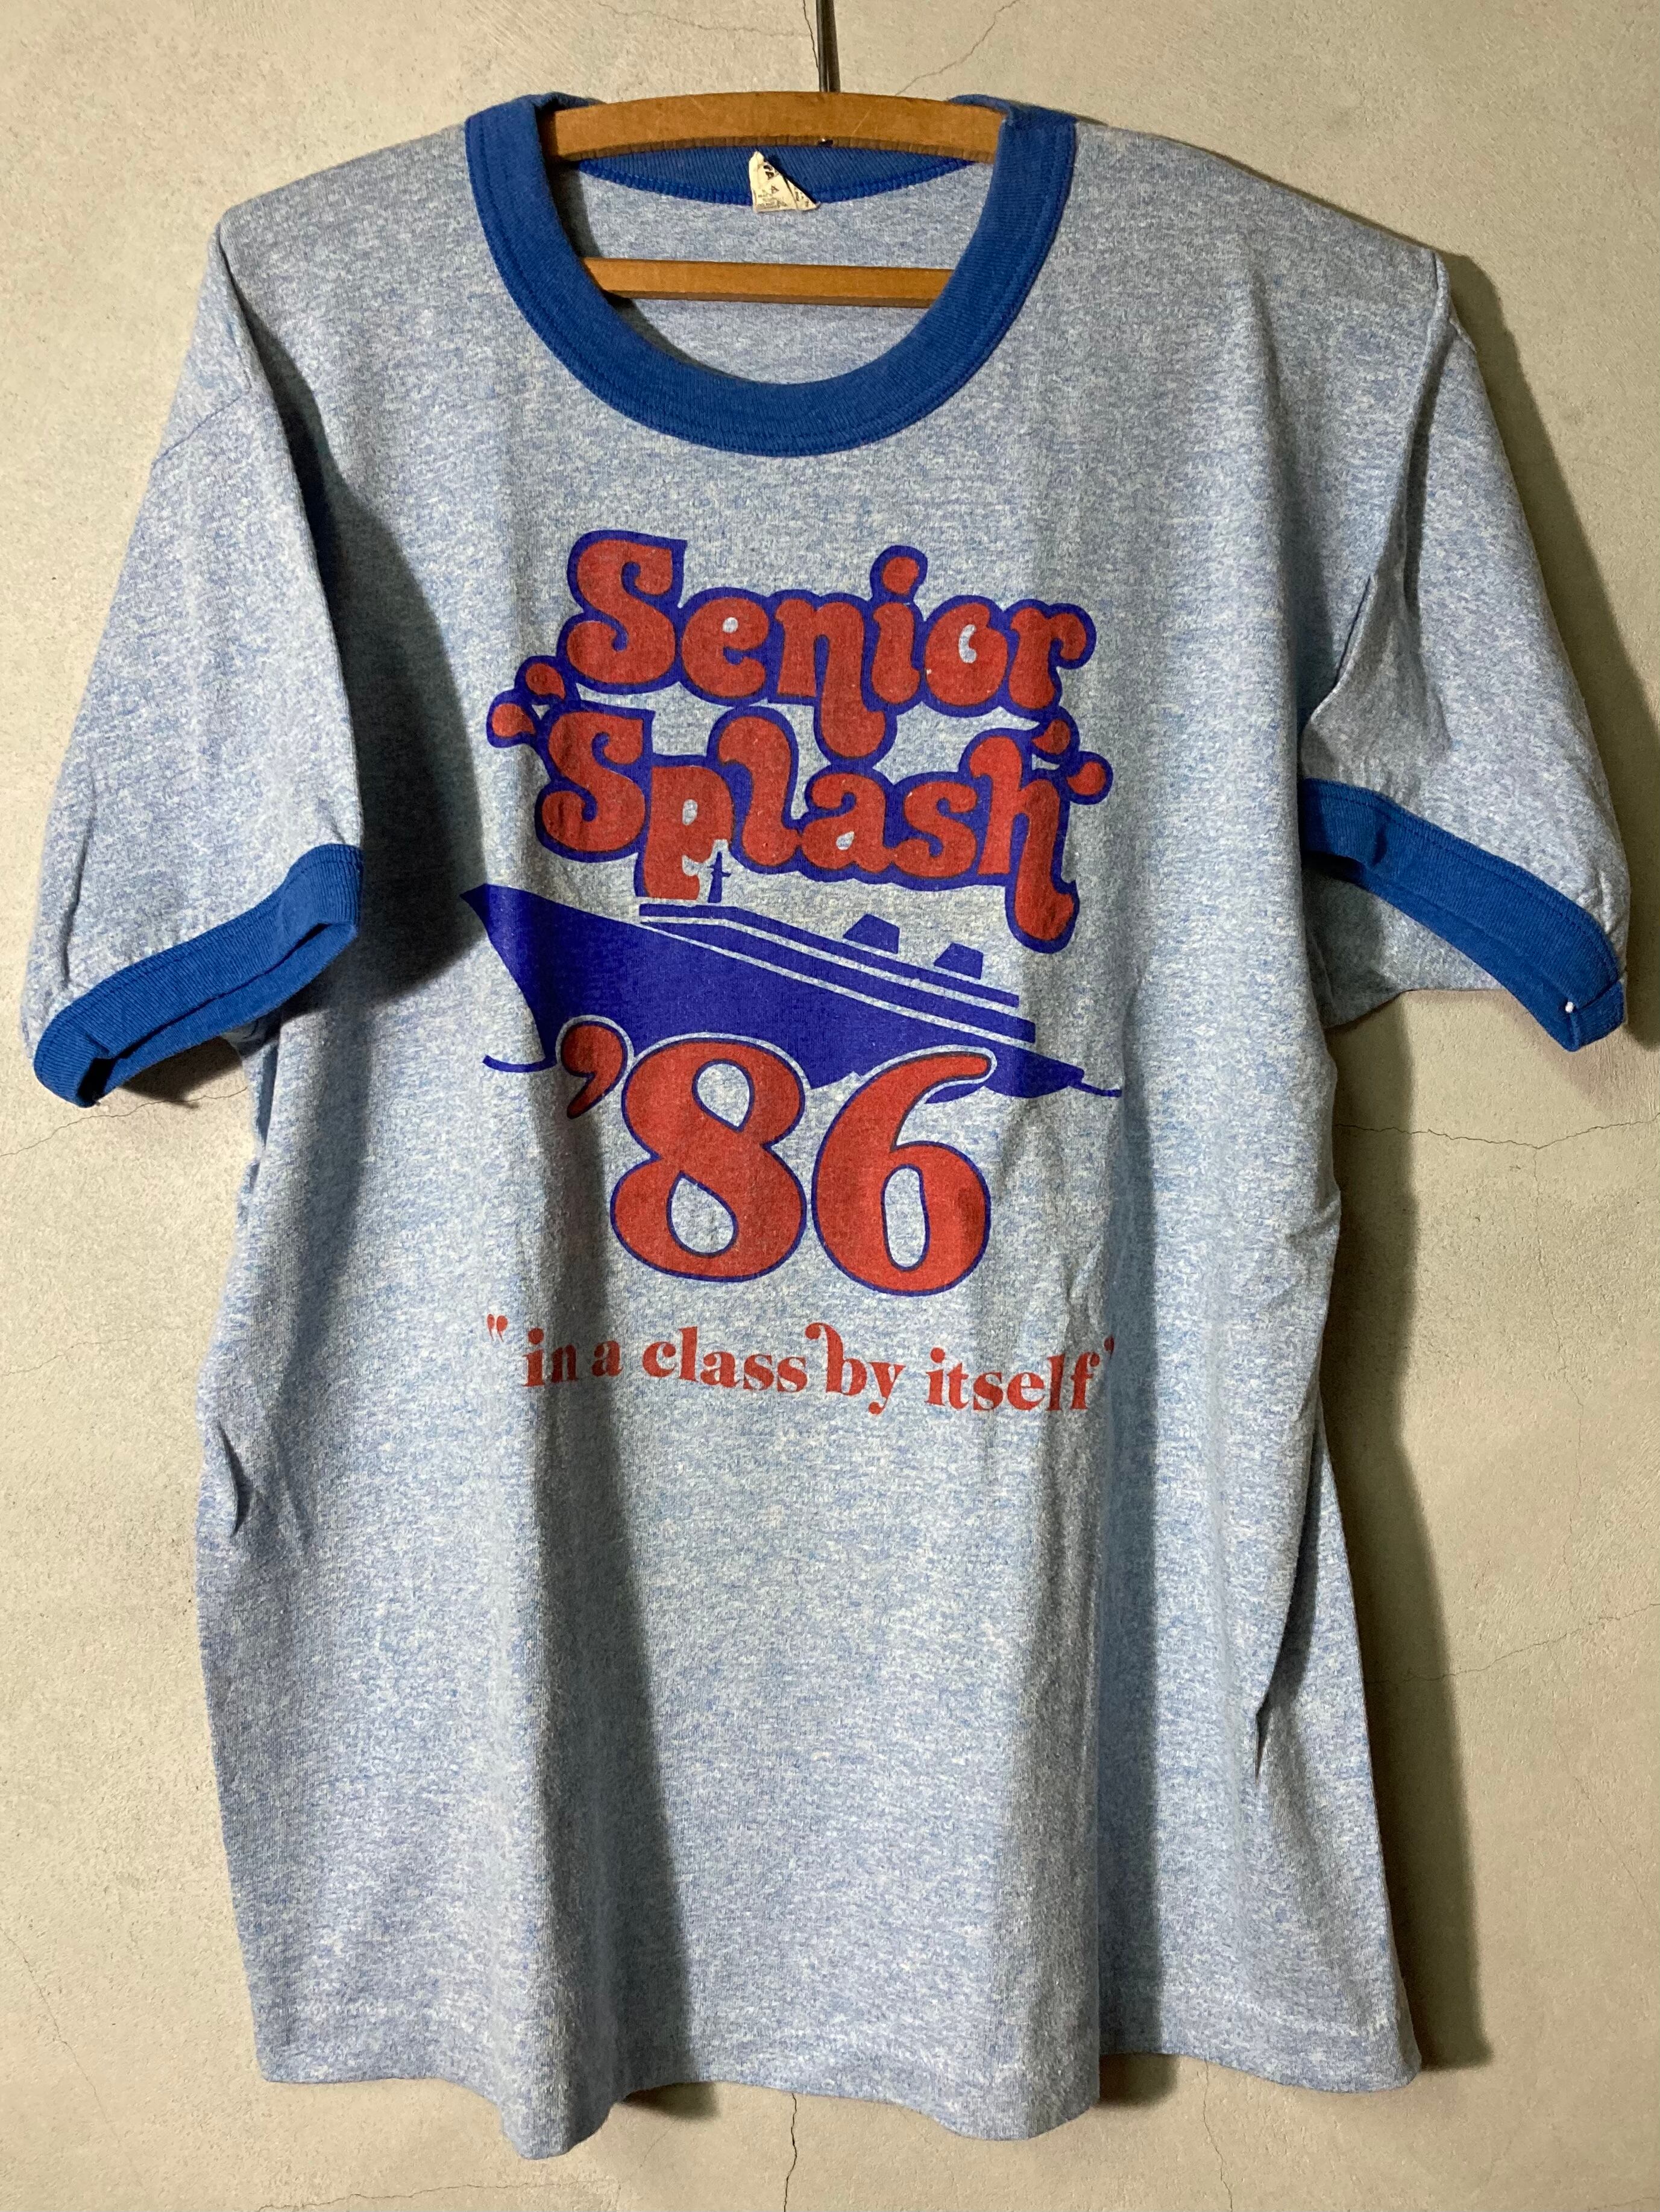 Senior
Splash
’86
"in a class by itself"